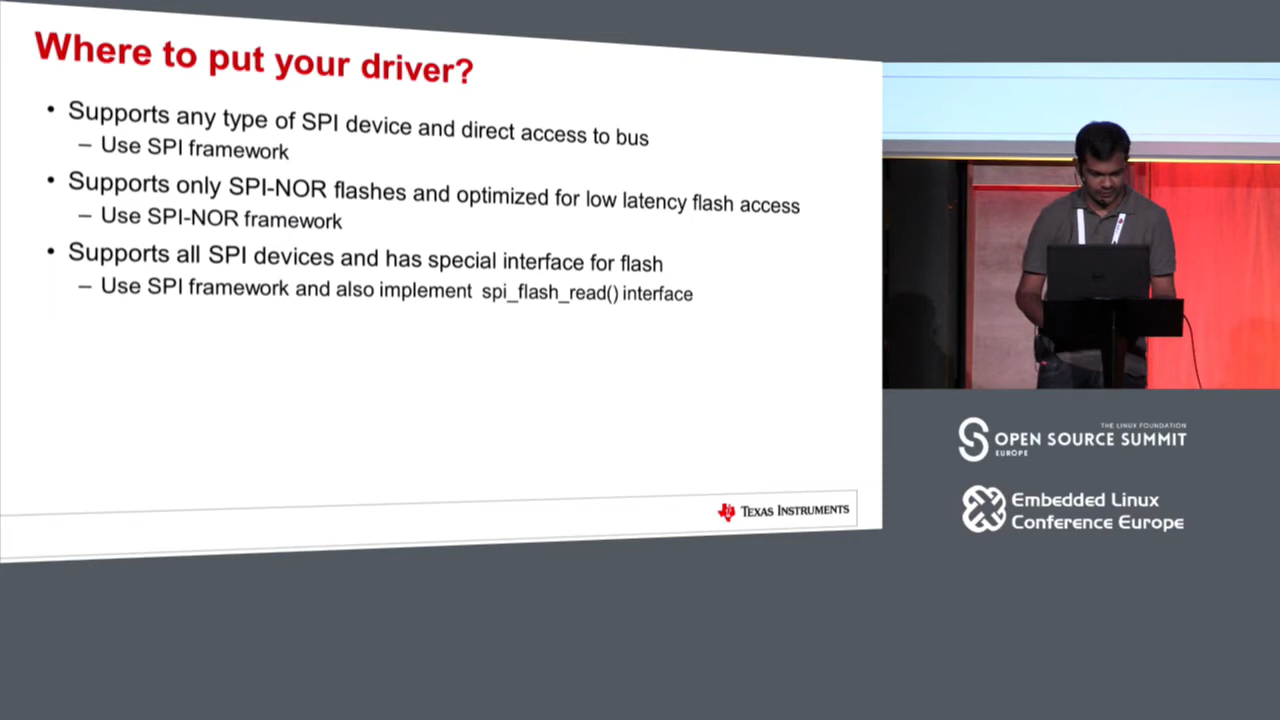 Where to put your driver?
• Supports any type of SPI device and direct access to bus
– Use SPI framework
• Supports only SPI-NOR flashes and optimized for low latency flash access
– Use SPI-NOR framework
• Supports all SPI devices and has special interface for flash
– Use SPI framework and also implement spi_flash_read() interface
TEXAS INSTRUMENTS
THE LINUX FOUNDATION
OPEN SOURCE SUMMIT
EUROPE
Embedded Linux
Conference Europe